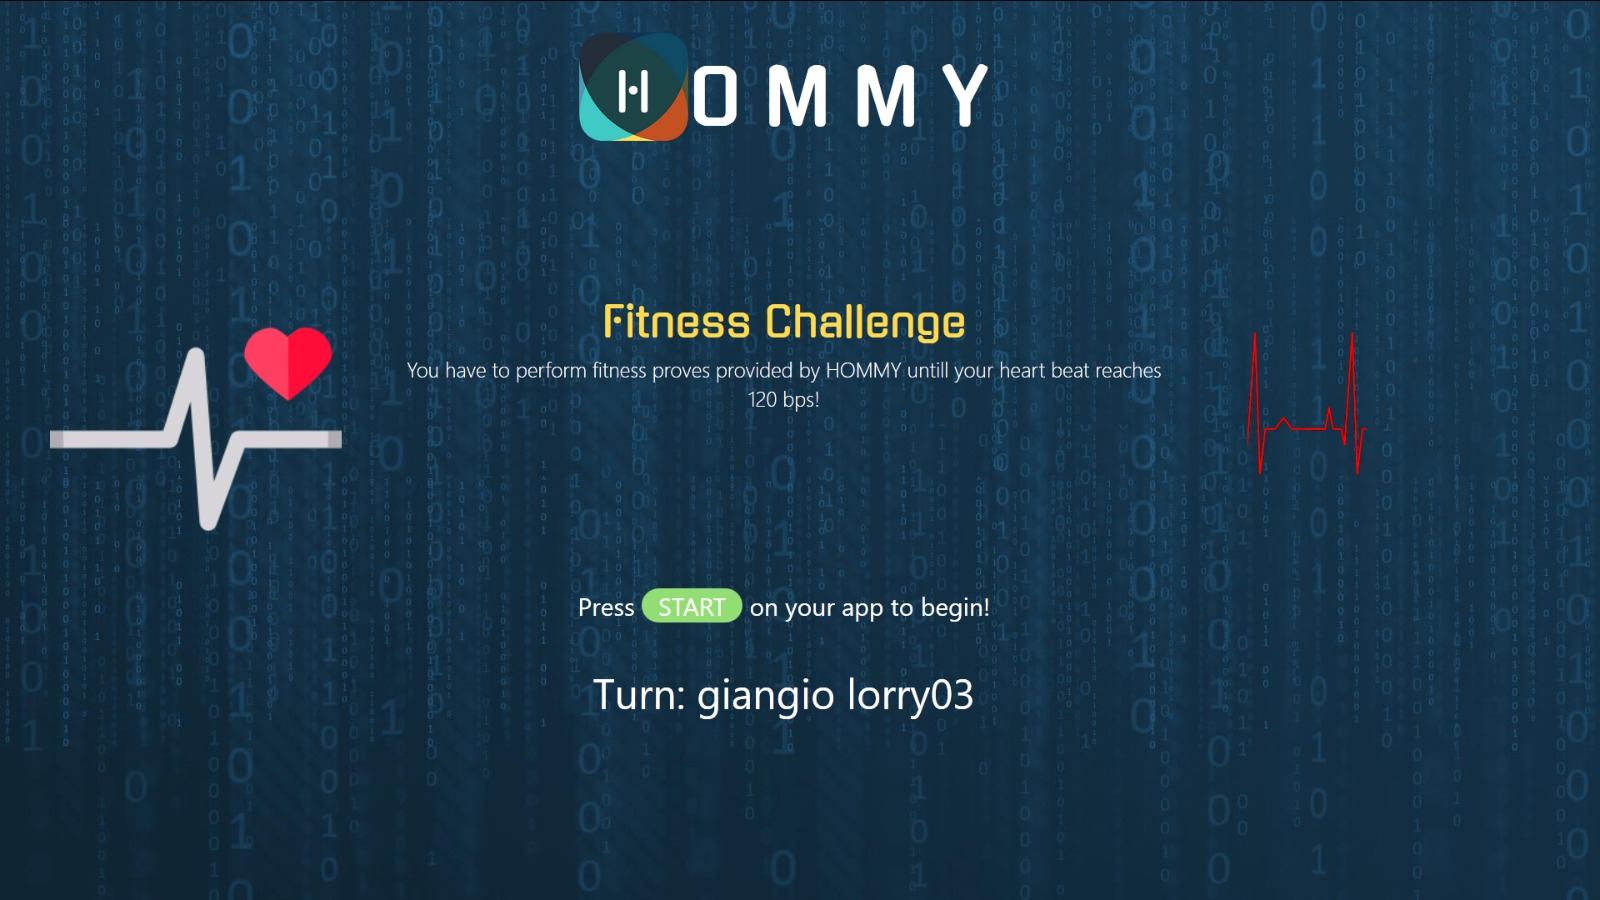 HOMMY
Fitness Challenge
You have to perform fitness proves provided by HOMMY untill your heart beat reaches
120 bps!
Press START on your app to begin!
Turn: giangio lorry03